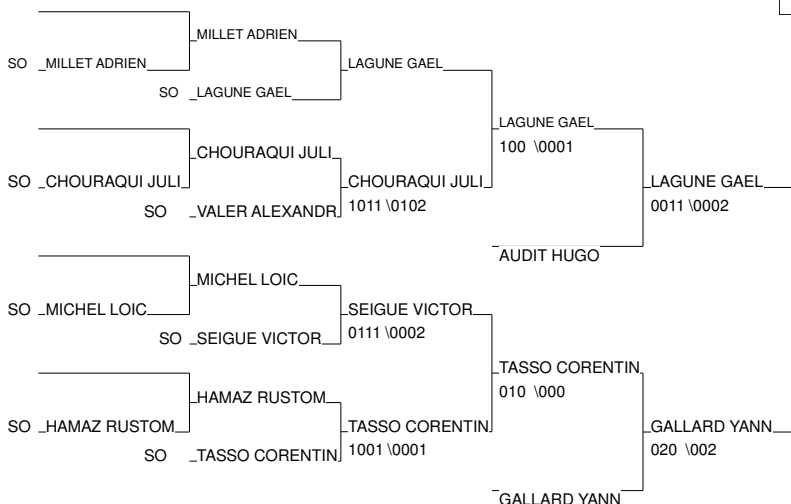 MILLET ADRIEN
SO MILLET ADRIEN
LAGUNE GAEL
SO LAGUNE GAEL
LAGUNE GAEL
100 \0001
CHOURAQUI JULI
SO CHOURAQUI JULI
CHOURAQUI JULI
1011 \0102
LAGUNE GAEL
0011 \0002
SO VALER ALEXANDR
AUDIT HUGO
MICHEL LOIC
SO MICHEL LOIC
SEIGUE VICTOR
0111 \0002
SO SEIGUE VICTOR
TASSO CORENTIN
010 \000
HAMAZ RUSTOM
SO HAMAZ RUSTOM
TASSO CORENTIN
1001 \0001
GALLARD YANN
020 \002
SO TASSO CORENTIN
GALLARD YANN